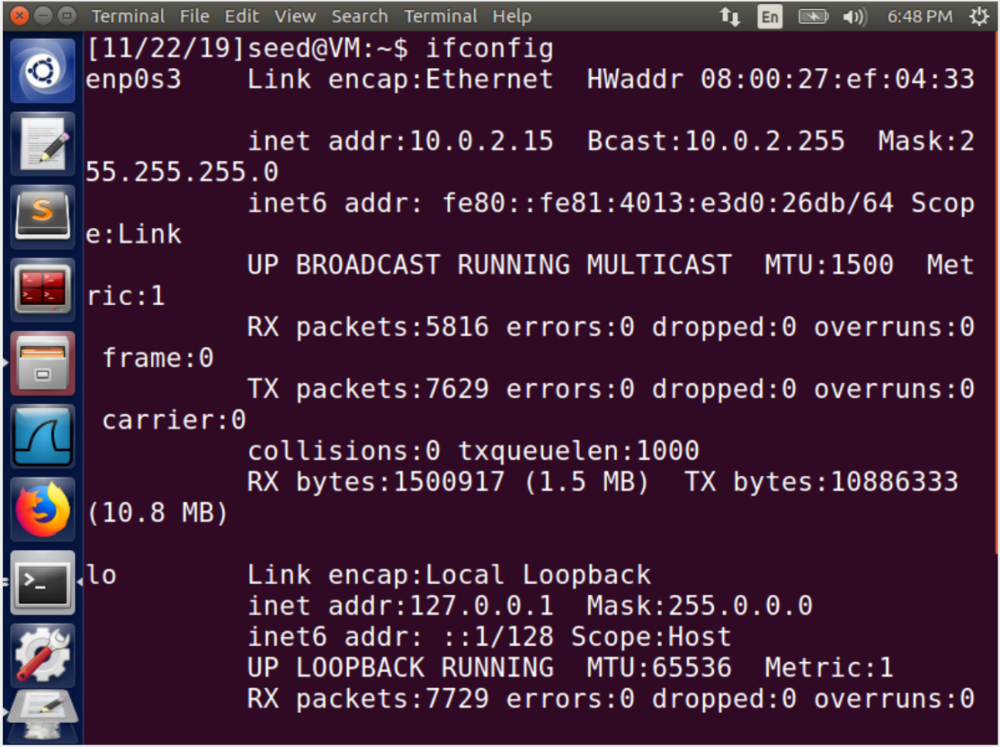 Terminal File Edit View Search Terminal Help En 6:48 PM
[11/22/19]seed@VM:~$ ifconfig
enp0s3    Link encap:Ethernet  HWaddr 08:00:27:ef:04:33
          inet addr:10.0.2.15  Bcast:10.0.2.255  Mask:2
55.255.255.0
          inet6 addr: fe80::fe81:4013:e3d0:26db/64 Scop
e:Link
          UP BROADCAST RUNNING MULTICAST  MTU:1500  Met
ric:1
          RX packets:5816 errors:0 dropped:0 overruns:0
 frame:0
          TX packets:7629 errors:0 dropped:0 overruns:0
 carrier:0
          collisions:0 txqueuelen:1000
          RX bytes:1500917 (1.5 MB)  TX bytes:10886333
(10.8 MB)
lo        Link encap:Local Loopback
          inet addr:127.0.0.1  Mask:255.0.0.0
          inet6 addr: ::1/128 Scope:Host
          UP LOOPBACK RUNNING  MTU:65536  Metric:1
          RX packets:7729 errors:0 dropped:0 overruns:0